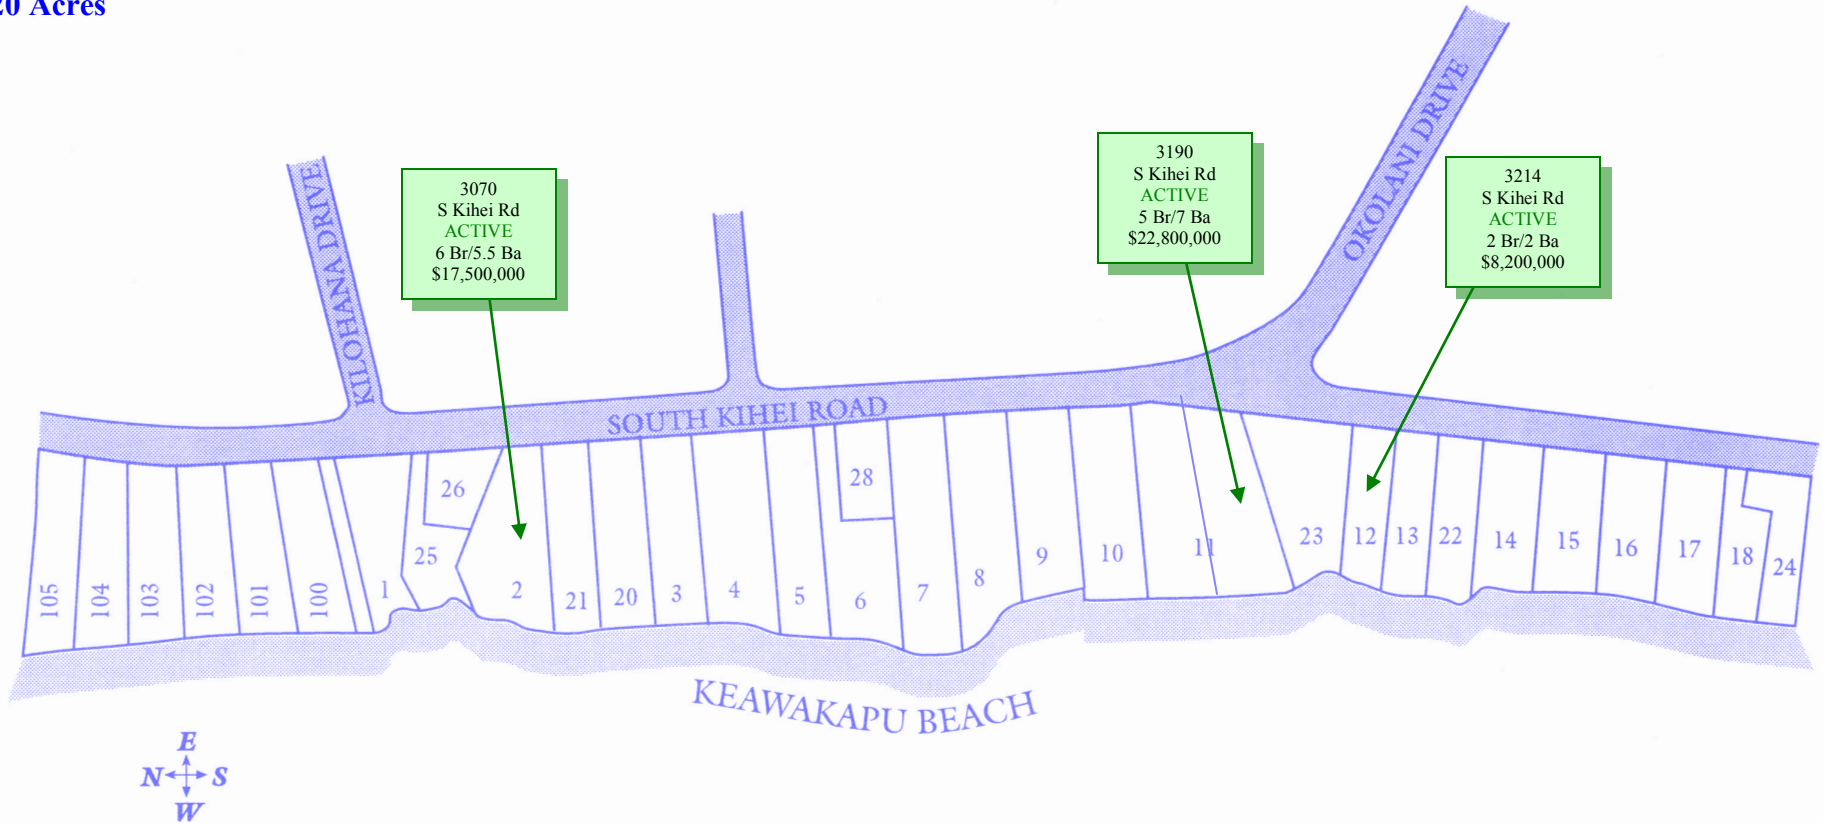 20 Acres
KILOHANA DRIVE
3070
S Kihei Rd
ACTIVE
6 Br/5.5 Ba
$17,500,000
3190
S Kihei Rd
ACTIVE
5 Br/7 Ba
$22,800,000
OKOLANI DRIVE
3214
S Kihei Rd
ACTIVE
2 Br/2 Ba
$8,200,000
SOUTH KIHEI ROAD
105
104
103
102
101
100
1
25
26
2
21
20
3
4
5
6
28
7
8
9
10
11
23
12
13
22
14
15
16
17
18
24
KEAWAKAPU BEACH
E
N S
W